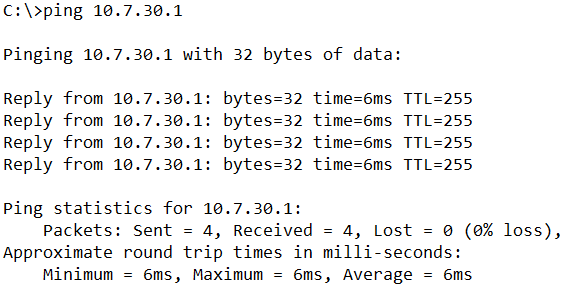 C:\>ping 10.7.30.1
Pinging 10.7.30.1 with 32 bytes of data:
Reply from 10.7.30.1: bytes=32 time=6ms TTL=255
Reply from 10.7.30.1: bytes=32 time=6ms TTL=255
Reply from 10.7.30.1: bytes=32 time=6ms TTL=255
Reply from 10.7.30.1: bytes=32 time=6ms TTL=255
Ping statistics for 10.7.30.1:
Packets: Sent = 4, Received = 4, Lost = 0 (0% loss),
Approximate round trip times in milli-seconds:
Minimum = 6ms, Maximum = 6ms, Average = 6ms